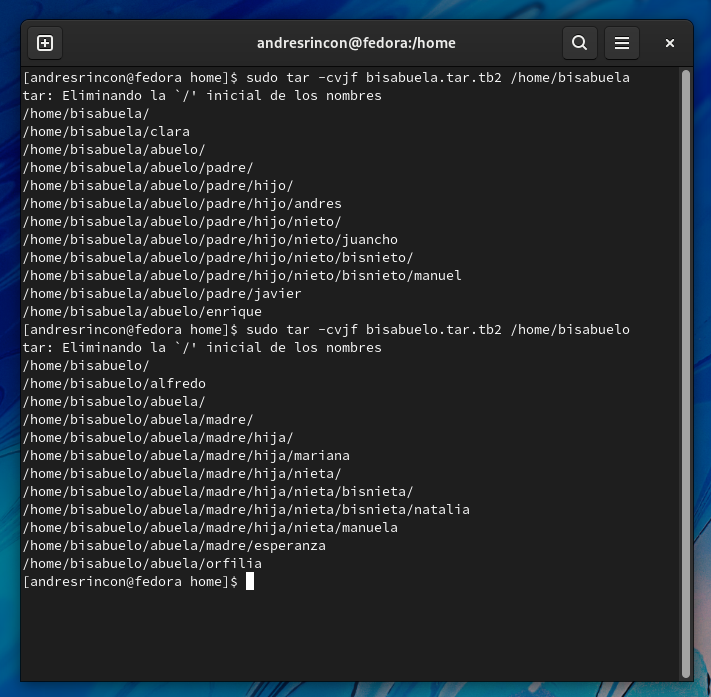 andresrincon@fedora:/home
[andresrincon@fedora home]$ sudo tar -cvjf bisabuela.tar.tb2 /home/bisabuela
tar: Eliminando la `/' inicial de los nombres
/home/bisabuela/
/home/bisabuela/clara
/home/bisabuela/abuelo/
/home/bisabuela/abuelo/padre/
/home/bisabuela/abuelo/padre/hijo/
/home/bisabuela/abuelo/padre/hijo/andres
/home/bisabuela/abuelo/padre/hijo/nieto/
/home/bisabuela/abuelo/padre/hijo/nieto/juancho
/home/bisabuela/abuelo/padre/hijo/nieto/bisnieto/
/home/bisabuela/abuelo/padre/hijo/nieto/bisnieto/manuel
/home/bisabuela/abuelo/padre/javier
/home/bisabuela/abuelo/enrique
[andresrincon@fedora home]$ sudo tar -cvjf bisabuelo.tar.tb2 /home/bisabuelo
tar: Eliminando la `/' inicial de los nombres
/home/bisabuelo/
/home/bisabuelo/alfredo
/home/bisabuelo/abuela/
/home/bisabuelo/abuela/madre/
/home/bisabuelo/abuela/madre/hija/
/home/bisabuelo/abuela/madre/hija/mariana
/home/bisabuelo/abuela/madre/hija/nieta/
/home/bisabuelo/abuela/madre/hija/nieta/bisnieta/
/home/bisabuelo/abuela/madre/hija/nieta/bisnieta/natalia
/home/bisabuelo/abuela/madre/hija/nieta/manuela
/home/bisabuelo/abuela/madre/esperanza
/home/bisabuelo/abuela/orfilia
[andresrincon@fedora home]$